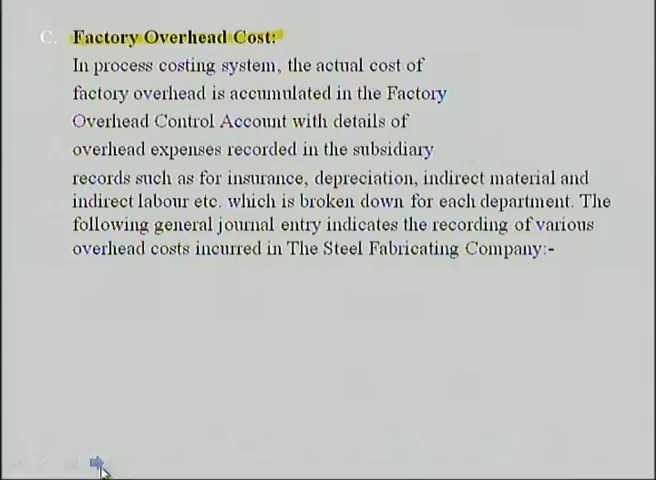 C. Factory Overhead Cost:
In process costing system, the actual cost of
factory overhead is accumulated in the Factory
Overhead Control Account with details of
overhead expenses recorded in the subsidiary
records such as for insurance, depreciation, indirect material and
indirect labour etc. which is broken down for each department. The
following general journal entry indicates the recording of various
overhead costs incurred in The Steel Fabricating Company:-